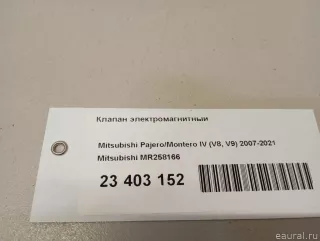 Клапан электромагнитный
Mitsubishi Pajero/Montero IV (V8, V9) 2007-2021
Mitsubishi MR258166
23 403 152
© eaural.ru